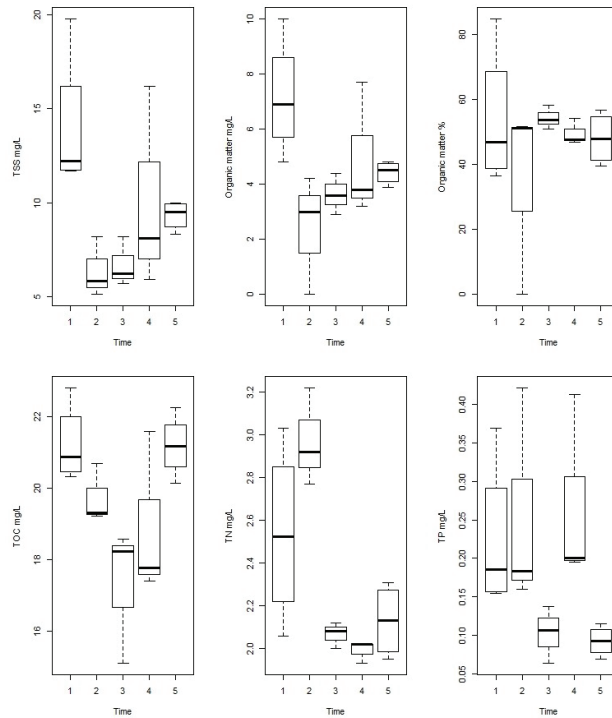 TSS mg/L
20
15
10
5
1 2 3 4 5
Time
Organic matter mg/L
10
8
6
4
2
0
1 2 3 4 5
Time
Organic matter %
80
60
40
20
0
1 2 3 4 5
Time
TOC mg/L
22
20
18
16
1 2 3 4 5
Time
TN mg/L
3.2
3.0
2.8
2.6
2.4
2.2
2.0
1 2 3 4 5
Time
TP mg/L
0.40
0.35
0.30
0.25
0.20
0.15
0.10
0.05
1 2 3 4 5
Time